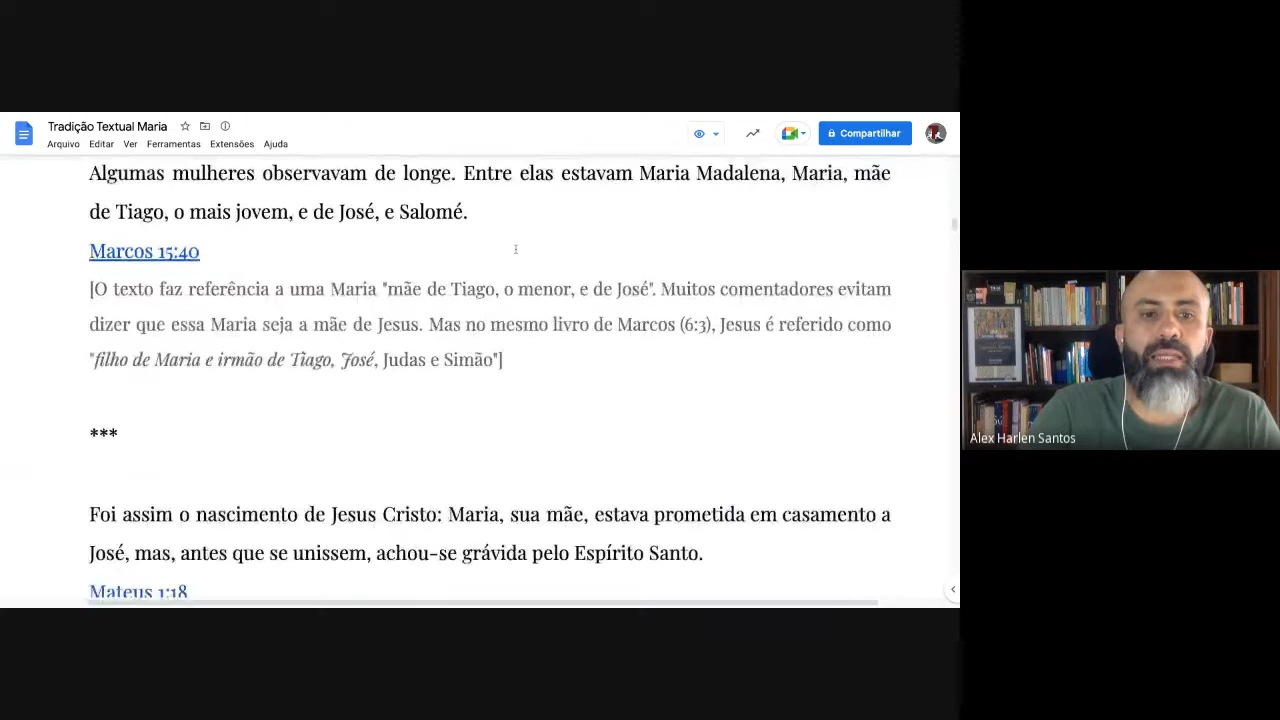 Tradição Textual Maria
Arquivo Editar Ver Ferramentas Extensões Ajuda
Compartilhar
Algumas mulheres observavam de longe. Entre elas estavam Maria Madalena, Maria, mãe
de Tiago, o mais jovem, e de José, e Salomé.
Marcos 15:40
[O texto faz referência a uma Maria "mãe de Tiago, o menor, e de José". Muitos comentadores evitam
dizer que essa Maria seja a mãe de Jesus. Mas no mesmo livro de Marcos (6:3), Jesus é referido como
"filho de Maria e irmão de Tiago, José, Judas e Simão"]
***
Foi assim o nascimento de Jesus Cristo: Maria, sua mãe, estava prometida em casamento a
José, mas, antes que se unissem, achou-se grávida pelo Espírito Santo.
Mateus 1:18
Alex Harlen Santos